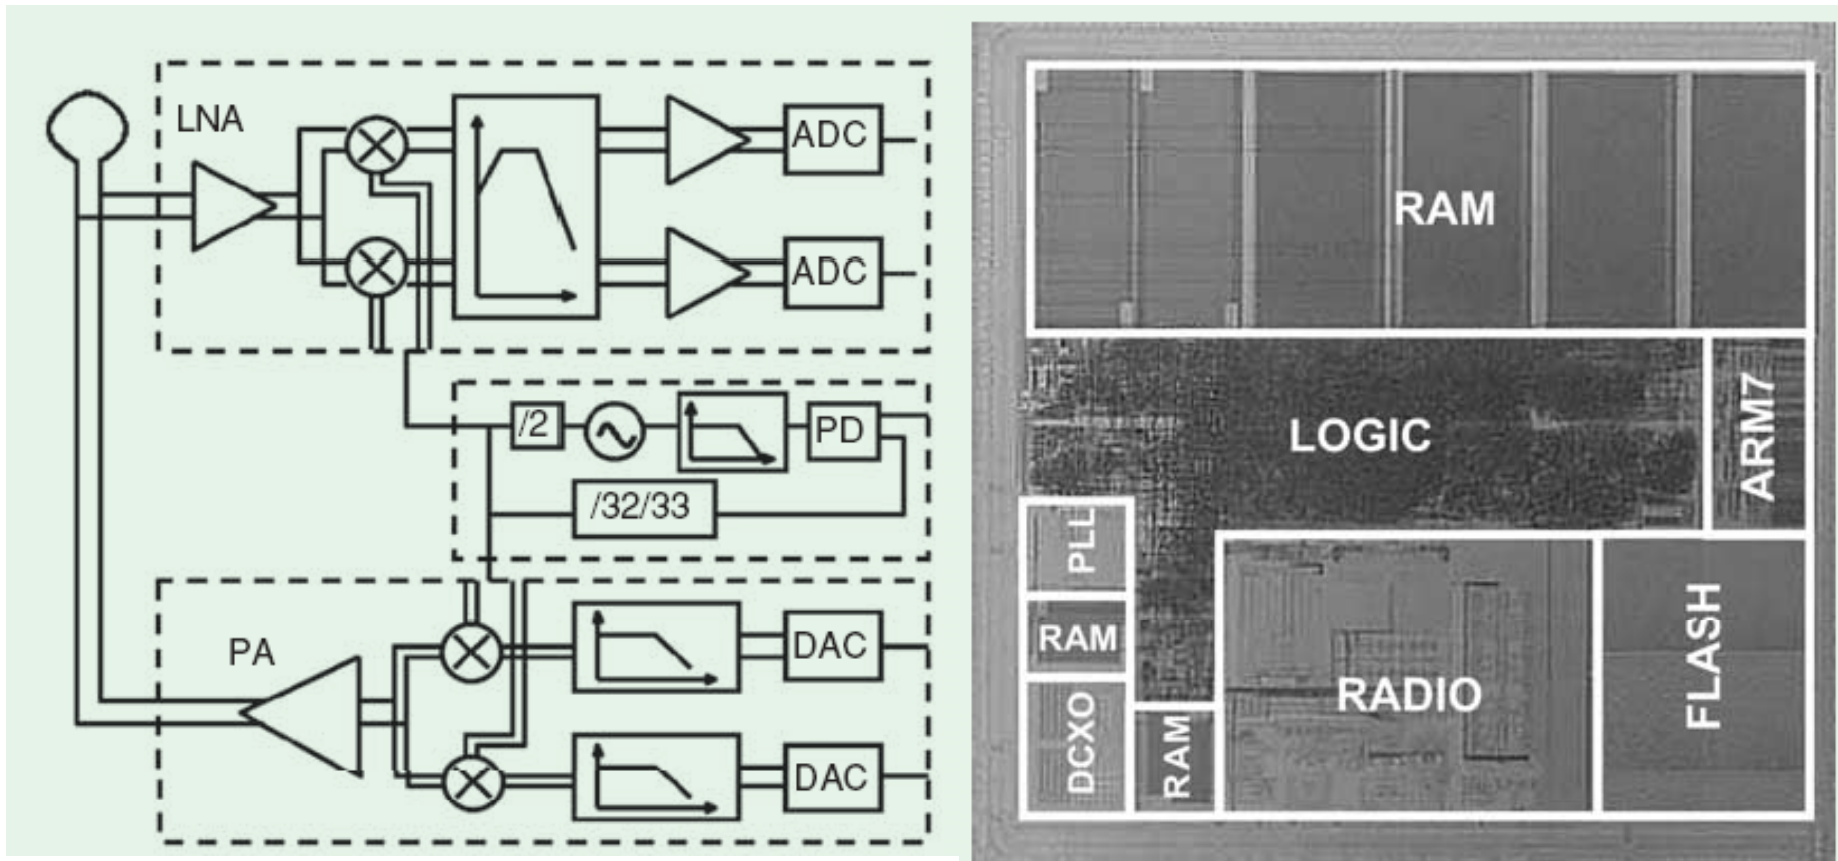 LNA
ADC
ADC
/2
PD
/32/33
PA
DAC
DAC
RAM
LOGIC
ARM7
PLL
RAM
DCXO
RAM
RADIO
FLASH